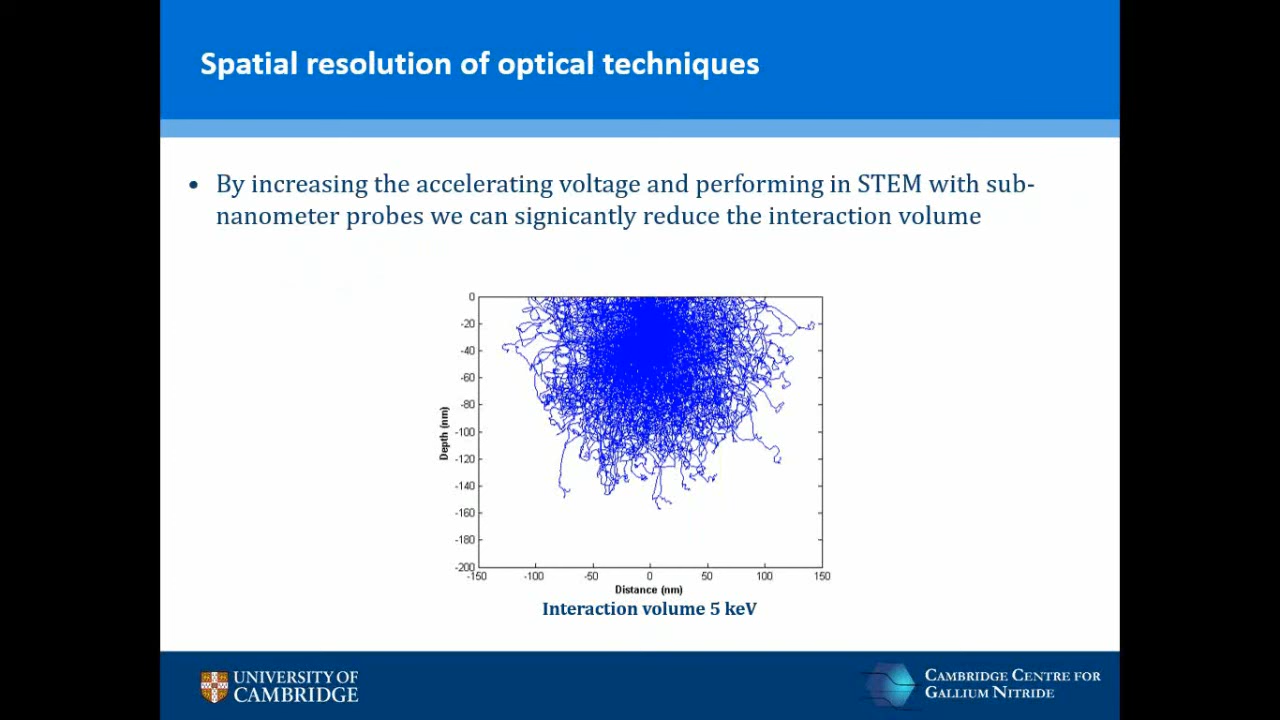 Spatial resolution of optical techniques
• By increasing the accelerating voltage and performing in STEM with sub-
nanometer probes we can signicantly reduce the interaction volume
0
-20
-40
-60
-80
-100
-120
-140
-160
-180
-200
Depth (nm)
-150 -100 -50 0 50 100 150
Distance (nm)
Interaction volume 5 keV
UNIVERSITY OF
CAMBRIDGE
CAMBRIDGE CENTRE FOR
GALLIUM NITRIDE